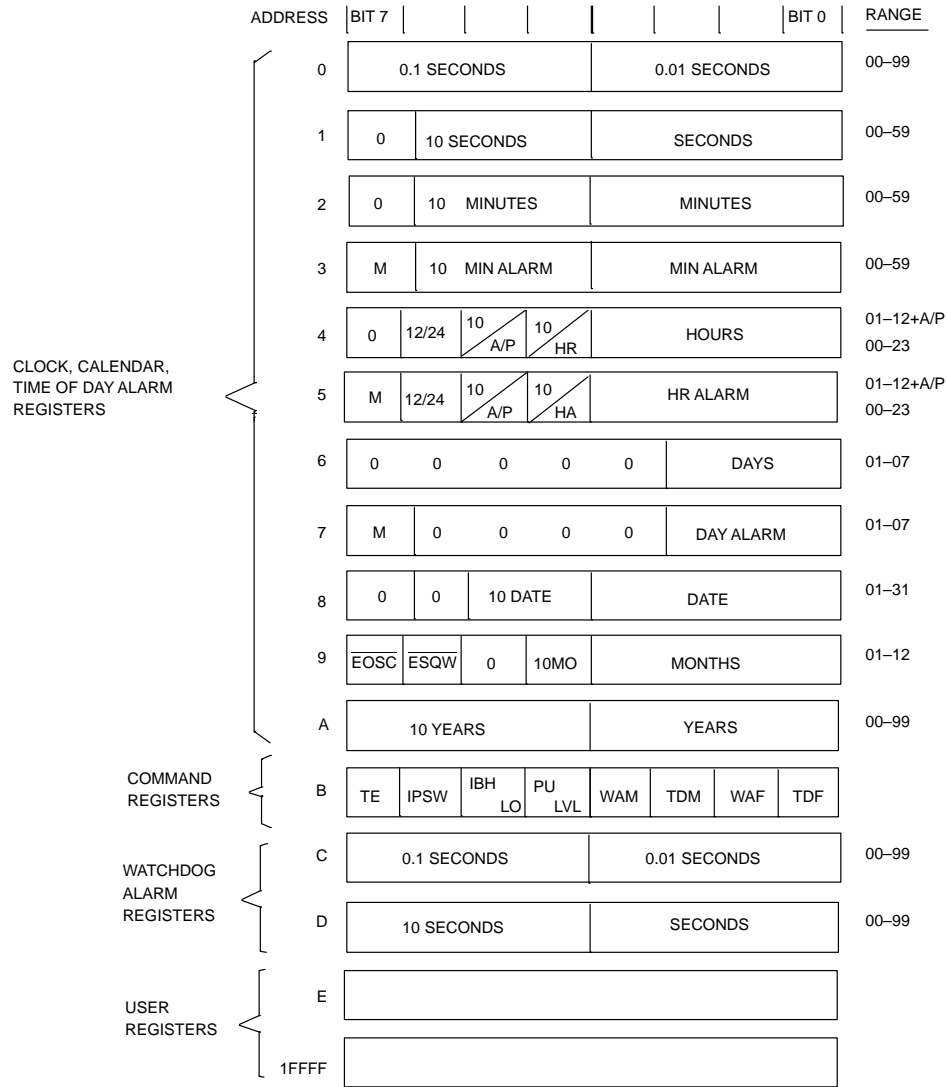 ADDRESS BIT 7 BIT 0 RANGE
0 0.1 SECONDS 0.01 SECONDS 00–99
1 0 10 SECONDS SECONDS 00–59
2 0 10 MINUTES MINUTES 00–59
3 M 10 MIN ALARM MIN ALARM 00–59
4 0 12/24 10 A/P 10 HR HOURS 01–12+A/P
00–23
CLOCK, CALENDAR,
TIME OF DAY ALARM
REGISTERS
5 M 12/24 10 A/P 10 HA HR ALARM 01–12+A/P
00–23
6 0 0 0 0 0 DAYS 01–07
7 M 0 0 0 0 DAY ALARM 01–07
8 0 0 10 DATE DATE 01–31
9 EOSC ESQW 0 10MO MONTHS 01–12
A 10 YEARS YEARS 00–99
COMMAND
REGISTERS
B TE IPSW IBH LO PU LVL WAM TDM WAF TDF
C 0.1 SECONDS 0.01 SECONDS 00–99
WATCHDOG
ALARM
REGISTERS
D 10 SECONDS SECONDS 00–99
E
USER
REGISTERS
1FFFF